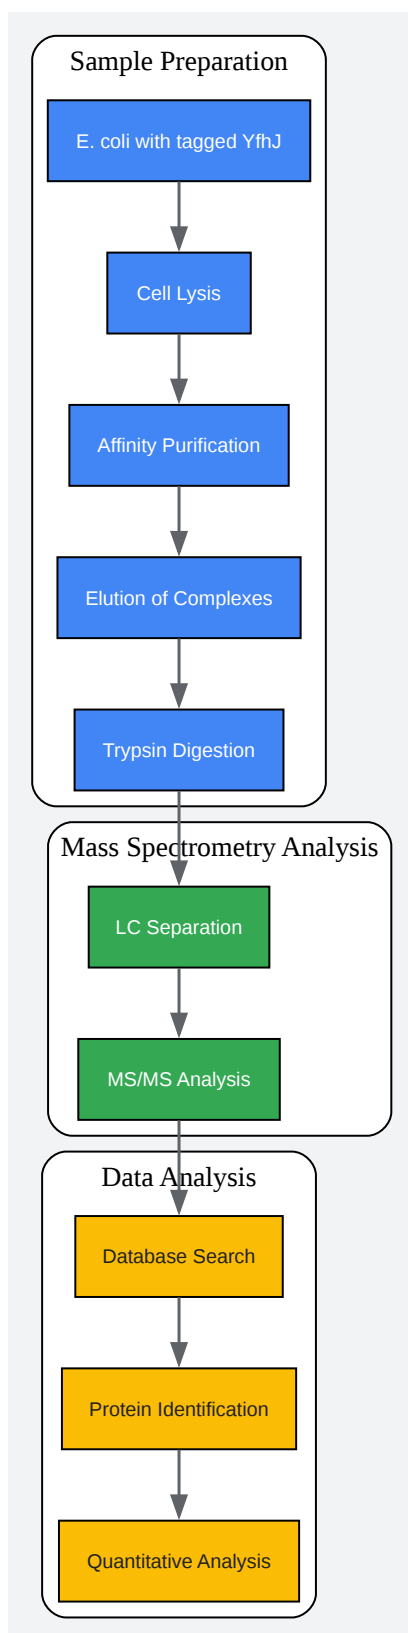 Sample Preparation
E. coli with tagged YfhJ
Cell Lysis
Affinity Purification
Elution of Complexes
Trypsin Digestion
Mass Spectrometry Analysis
LC Separation
MS/MS Analysis
Data Analysis
Database Search
Protein Identification
Quantitative Analysis